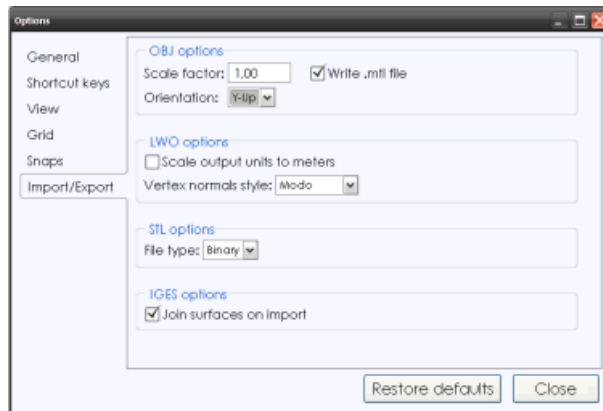 Options
General
Shortcut keys
View
Grid
Snaps
Import/Export
OBJ options
Scale factor: 1,00 Write .mtl file
Orientation: Y-Up
LWO options
Scale output units to meters
Vertex normals style: Modo
STL options
File type: Binary
IGES options
Join surfaces on import
Restore defaults Close